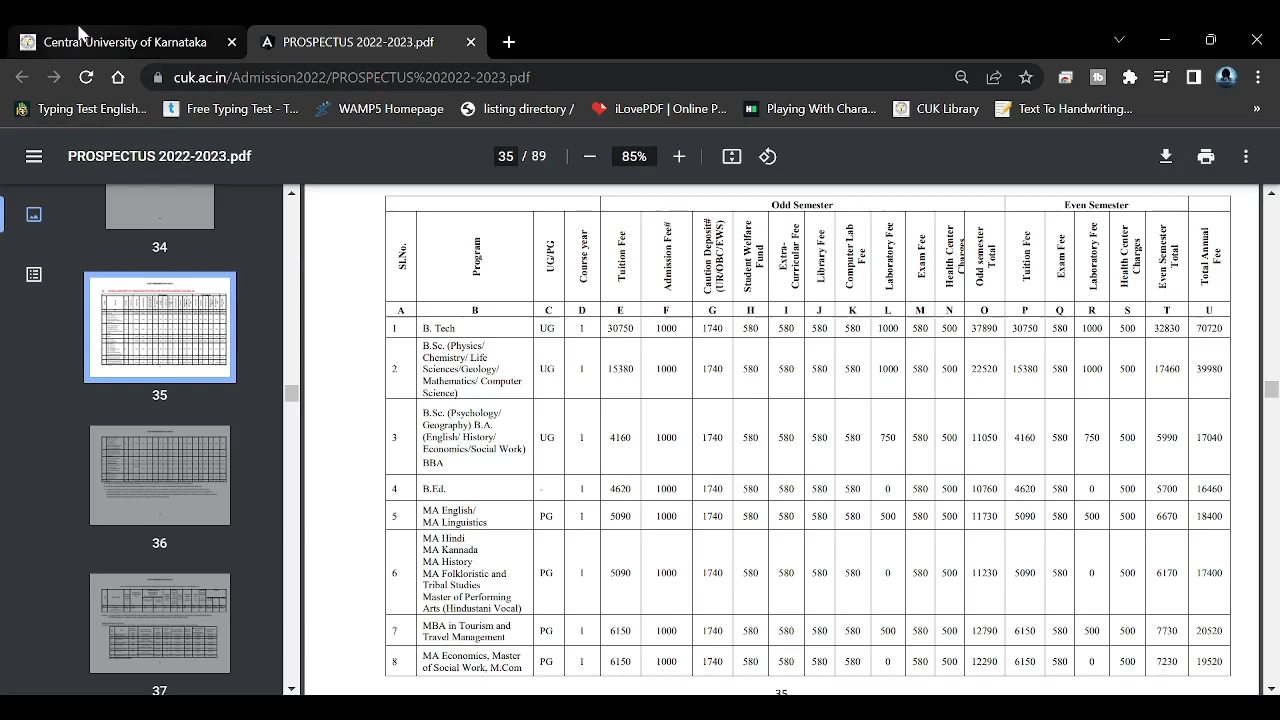 Central University of Karnataka
PROSPECTUS 2022-2023.pdf
cuk.ac.in/Admission2022/PROSPECTUS%202022-2023.pdf
Typing Test English...
Free Typing Test - T...
WAMP5 Homepage
listing directory /
iLovePDF | Online P...
Playing With Chara...
CUK Library
Text To Handwriting...
»
PROSPECTUS 2022-2023.pdf
35 / 89
85%
34
35
36
37
Odd Semester Even Semester
Sl.No. Program UG/PG Course year Tuition Fee Admission Fee# Caution Deposit# (UR/OBC/EWS) Student Welfare Fund Extra-Curricular Fee Library Fee Computer Lab Fee Laboratory Fee Exam Fee Health Center Charges Odd semester Total Tuition Fee Exam Fee Laboratory Fee Health Center Charges Even Semester Total Total Annual Fee
A B C D E F G H I J K L M N O P Q R S T U
1 B. Tech UG 1 30750 1000 1740 580 580 580 580 1000 580 500 37890 30750 580 1000 500 32830 70720
B.Sc. (Physics/
Chemistry/ Life
Sciences/Geology/
Mathematics/ Computer
Science)
2 UG 1 15380 1000 1740 580 580 580 580 1000 580 500 22520 15380 580 1000 500 17460 39980
B.Sc. (Psychology/
Geography) B.A.
(English/ History/
Economics/Social Work)
BBA
3 UG 1 4160 1000 1740 580 580 580 580 750 580 500 11050 4160 580 750 500 5990 17040
4 B.Ed. - 1 4620 1000 1740 580 580 580 580 0 580 500 10760 4620 580 0 500 5700 16460
MA English/
MA Linguistics
5 PG 1 5090 1000 1740 580 580 580 580 500 580 500 11730 5090 580 500 500 6670 18400
MA Hindi
MA Kannada
MA History
MA Folkloristic and
Tribal Studies
Master of Performing
Arts (Hindustani Vocal)
6 PG 1 5090 1000 1740 580 580 580 580 0 580 500 11230 5090 580 0 500 6170 17400
MBA in Tourism and
Travel Management
7 PG 1 6150 1000 1740 580 580 580 580 500 580 500 12790 6150 580 500 500 7730 20520
MA Economics, Master
of Social Work, M.Com
8 PG 1 6150 1000 1740 580 580 580 580 0 580 500 12290 6150 580 0 500 7230 19520
35